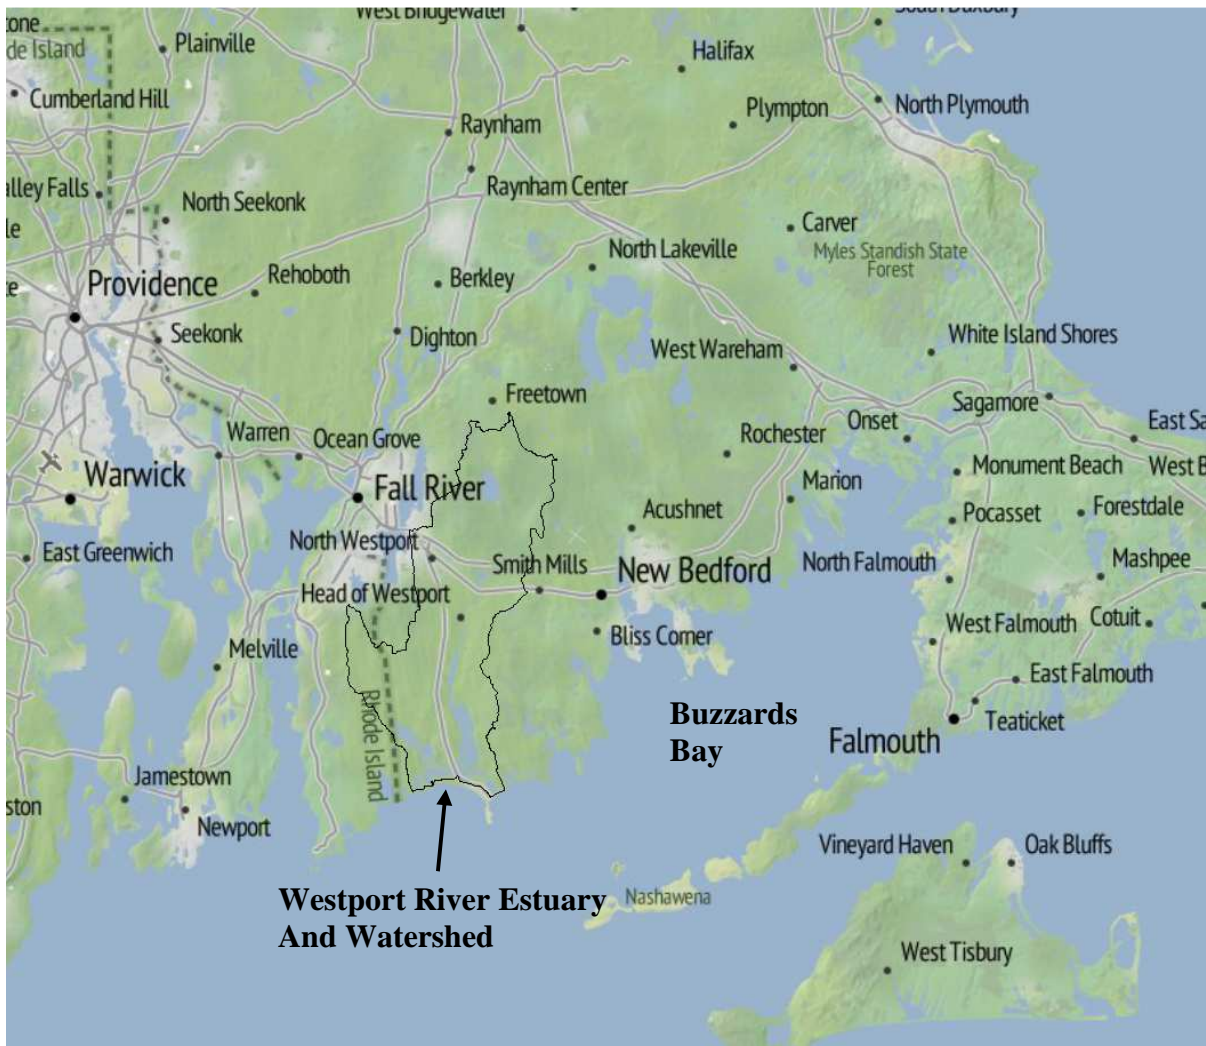 West Bridgewater
South Duxbury
tone
de Island
Plainville
Halifax
Cumberland Hill
Plympton
North Plymouth
Raynham
alley Falls
Raynham Center
North Seekonk
le
Carver
North Lakeville
Myles Standish State
Forest
Rehoboth
Berkley
Providence
Seekonk
Dighton
White Island Shores
West Wareham
Freetown
Sagamore
Onset
East Sa
Warren
Ocean Grove
Rochester
Monument Beach
West B
Warwick
Fall River
Marion
Acushnet
Pocasset
Forestdale
East Greenwich
North Westport
Smith Mills
New Bedford
North Falmouth
Mashpee
Head of Westport
Bliss Corner
West Falmouth
Cotuit
Melville
East Falmouth
Rhode Island
Buzzards
Bay
Teaticket
Falmouth
Jamestown
ston
Newport
Vineyard Haven
Oak Bluffs
Westport River Estuary
And Watershed
Nashawena
West Tisbury